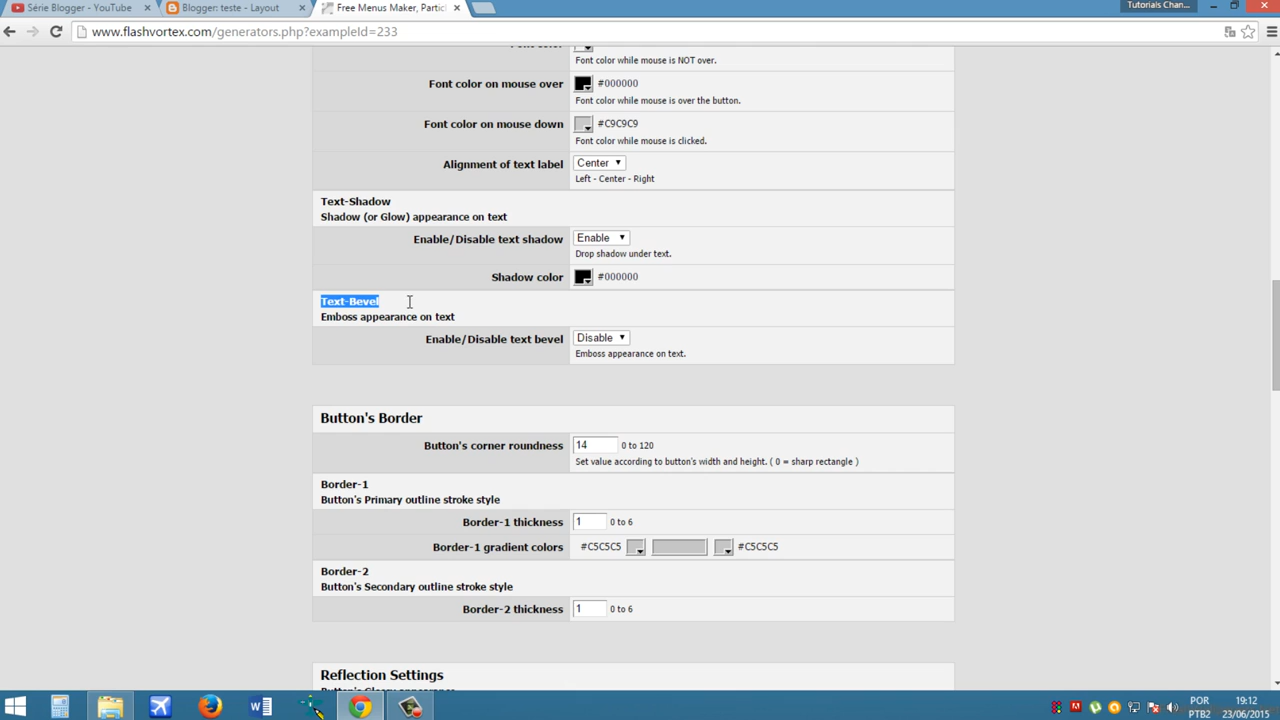 Série Blogger - YouTube
Blogger: teste - Layout
Free Menus Maker, Partic
Tutorials Chan...
www.flashvortex.com/generators.php?exampleId=233
Font color while mouse is NOT over.
Font color on mouse over
#000000
Font color while mouse is over the button.
Font color on mouse down
#C9C9C9
Font color while mouse is clicked.
Alignment of text label
Center
Left - Center - Right
Text-Shadow
Shadow (or Glow) appearance on text
Enable/Disable text shadow
Enable
Drop shadow under text.
Shadow color
#000000
Text-Bevel
Emboss appearance on text
Enable/Disable text bevel
Disable
Emboss appearance on text.
Button's Border
Button's corner roundness
14
0 to 120
Set value according to button's width and height. ( 0 = sharp rectangle )
Border-1
Button's Primary outline stroke style
Border-1 thickness
1
0 to 6
Border-1 gradient colors
#C5C5C5
#C5C5C5
Border-2
Button's Secondary outline stroke style
Border-2 thickness
1
0 to 6
Reflection Settings
POR
PTB2
19:12
23/06/2015